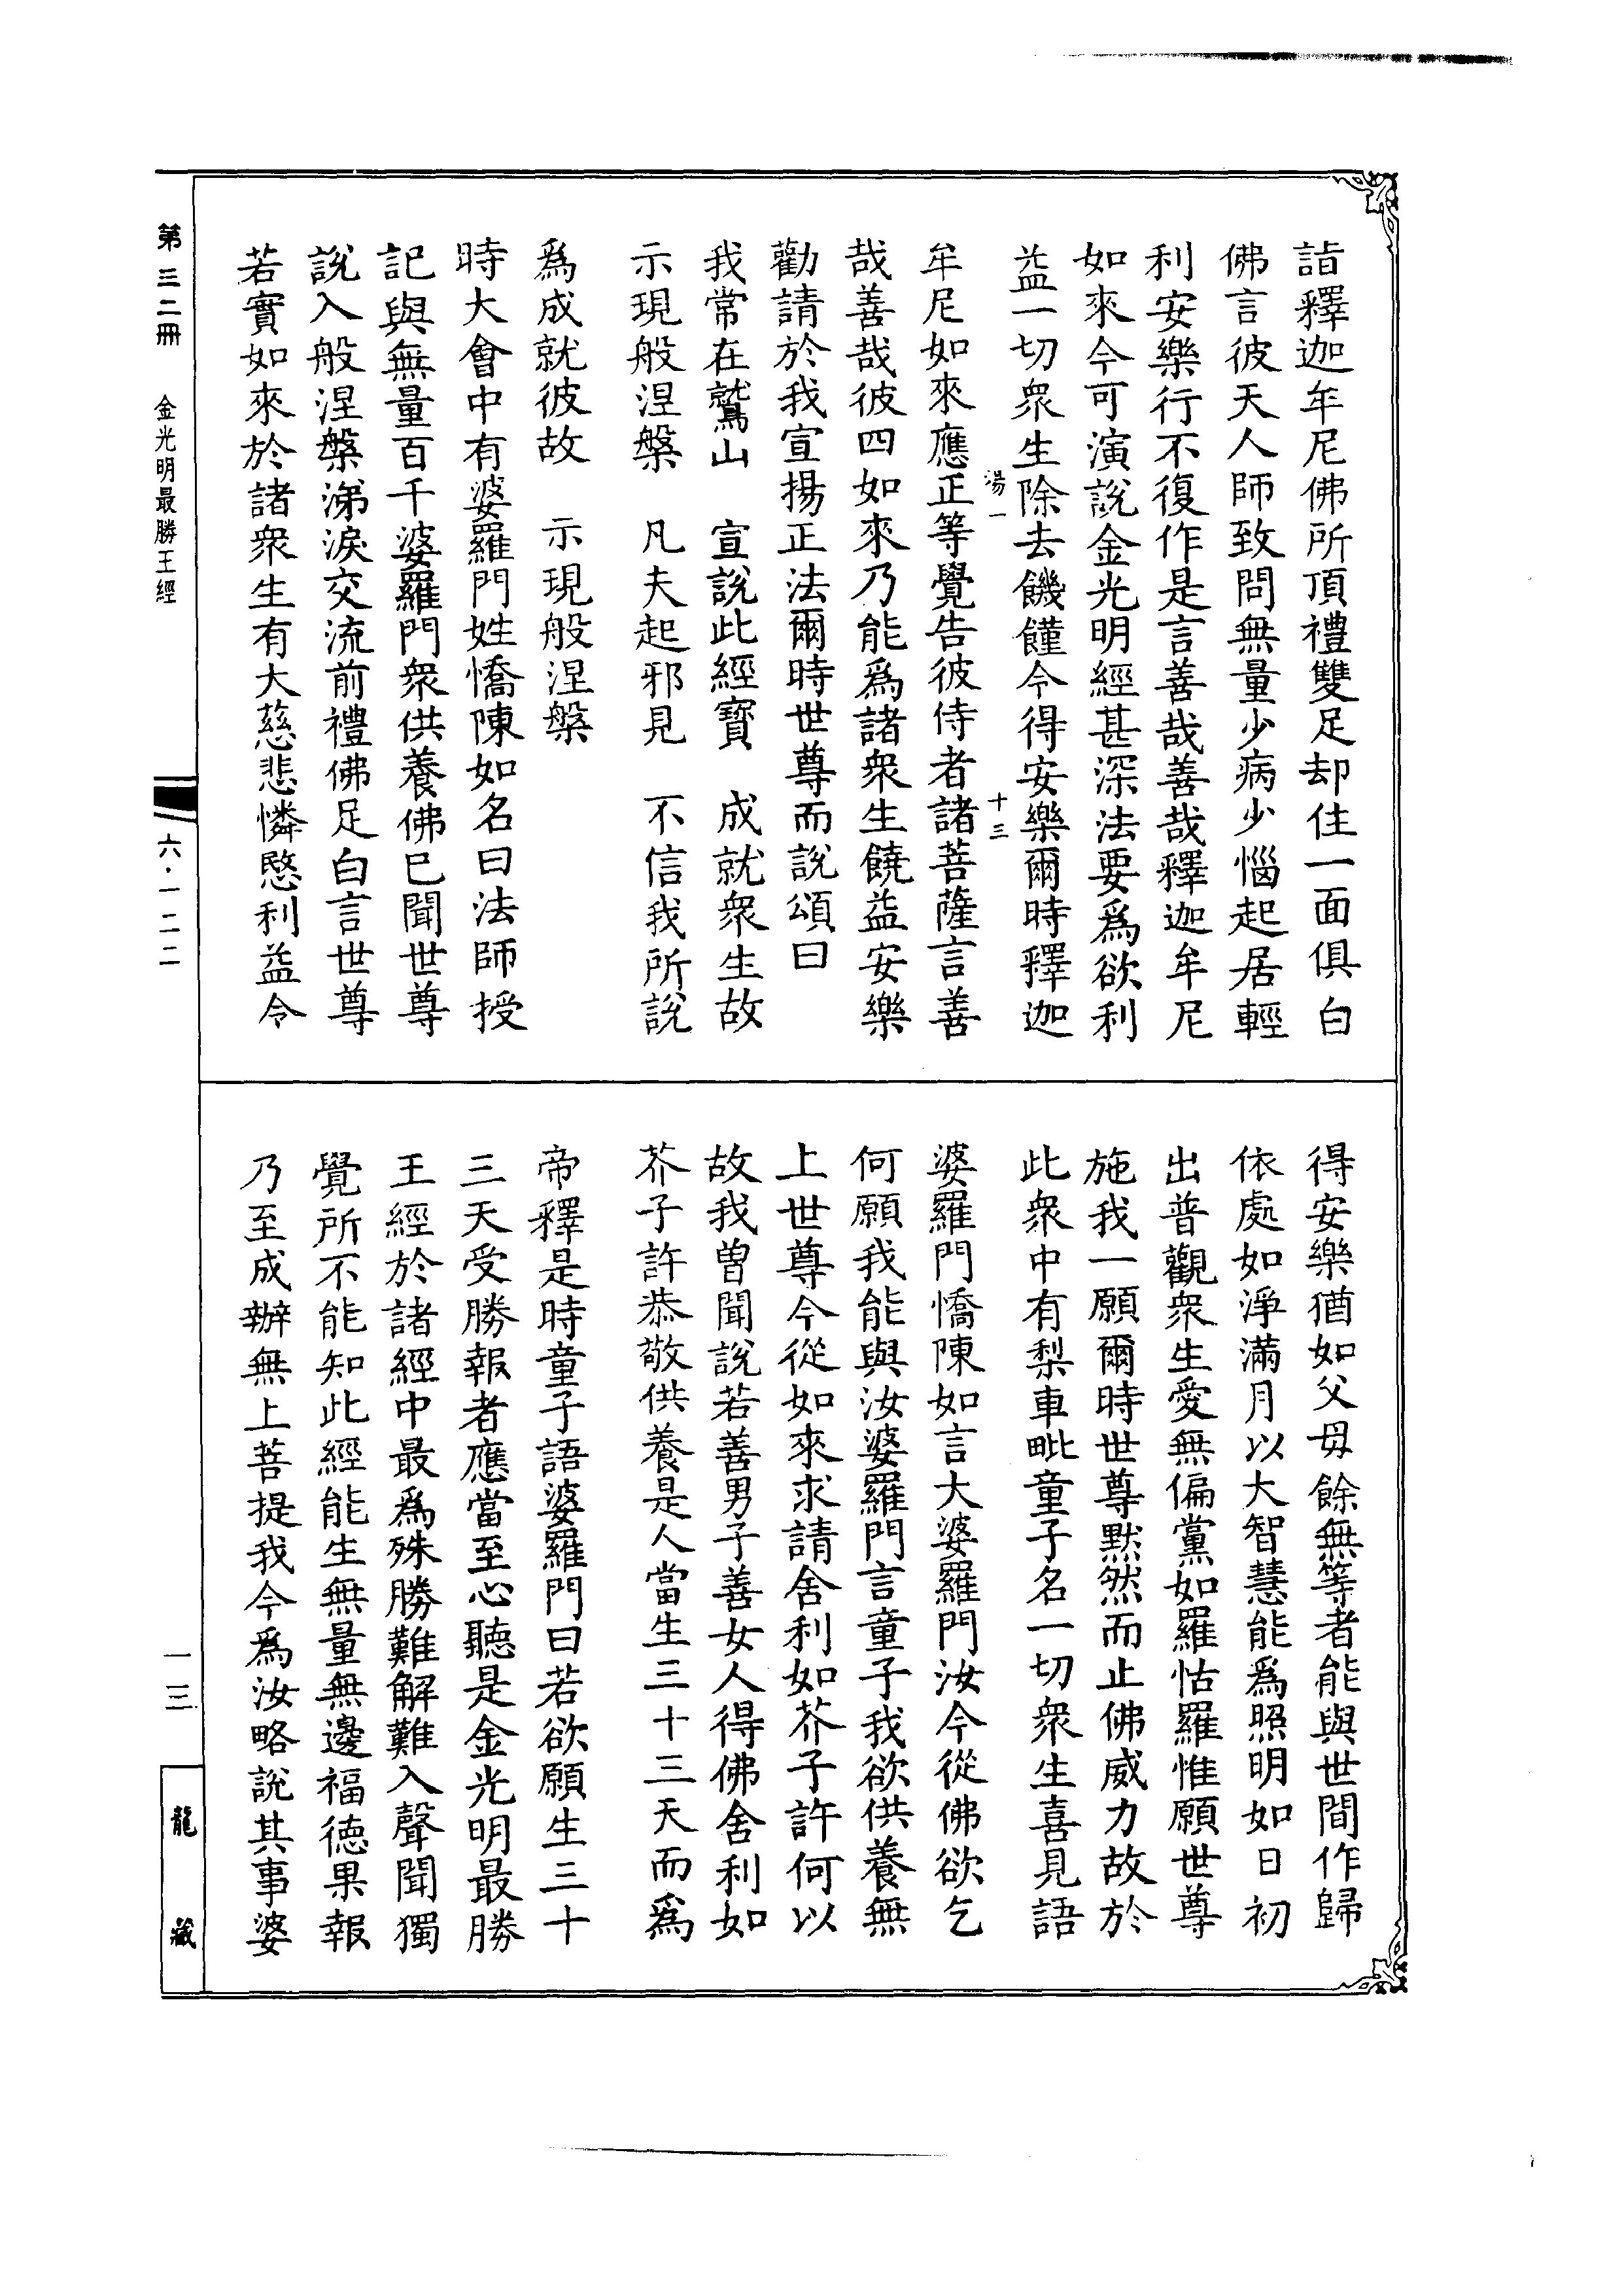 詣釋迦牟尼佛所頂禮雙足却住一面俱白
佛言彼天人師致問無量少病少惱起居輕
利安樂行不復作是言善哉善哉釋迦牟尼
如來今可演說金光明經甚深法要爲欲利
益一切衆生除去饑饉令得安樂爾時釋迦
湯一 十三
牟尼如來應正等覺告彼侍者諸菩薩言善
哉善哉彼四如來乃能爲諸衆生饒益安樂
勸請於我宣揚正法爾時世尊而說頌曰
我常在鷲山 宣說此經寶 成就衆生故
示現般涅槃 凡夫起邪見 不信我所說
爲成就彼故 示現般涅槃
時大會中有婆羅門姓憍陳如名曰法師授
記與無量百千婆羅門衆供養佛已聞世尊
說入般涅槃涕淚交流前禮佛足白言世尊
若實如來於諸衆生有大慈悲憐愍利益令
得安樂猶如父母餘無等者能與世間作歸
依處如淨滿月以大智慧能爲照明如日初
出普觀衆生愛無偏黨如羅怙羅惟願世尊
施我一願爾時世尊默然而止佛威力故於
此衆中有梨車毗童子名一切衆生喜見語
婆羅門憍陳如言大婆羅門汝今從佛欲乞
何願我能與汝婆羅門言童子我欲供養無
上世尊今從如來求請舍利如芥子許何以
故我曽聞說若善男子善女人得佛舍利如
芥子許恭敬供養是人當生三十三天而爲
帝釋是時童子語婆羅門曰若欲願生三十
三天受勝報者應當至心聽是金光明最勝
王經於諸經中最爲殊勝難解難入聲聞獨
覺所不能知此經能生無量無邊福德果報
乃至成辦無上菩提我今爲汝略說其事婆
第三二冊 金光明最勝王經
六·一二二
一三
龍藏